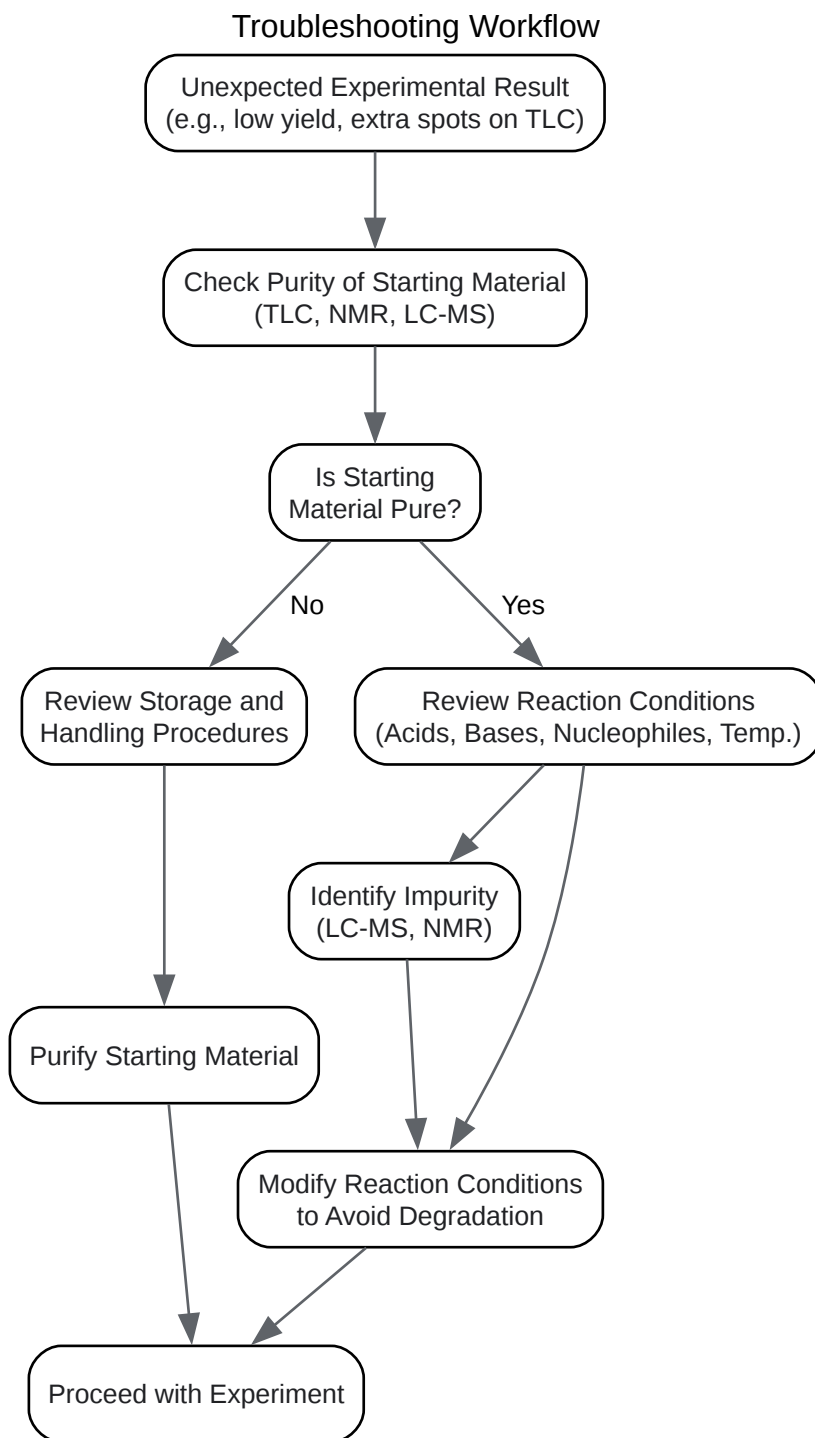 Troubleshooting Workflow
Unexpected Experimental Result
(e.g., low yield, extra spots on TLC)
Check Purity of Starting Material
(TLC, NMR, LC-MS)
Is Starting
Material Pure?
No
Yes
Review Storage and
Handling Procedures
Review Reaction Conditions
(Acids, Bases, Nucleophiles, Temp.)
Identify Impurity
(LC-MS, NMR)
Purify Starting Material
Modify Reaction Conditions
to Avoid Degradation
Proceed with Experiment